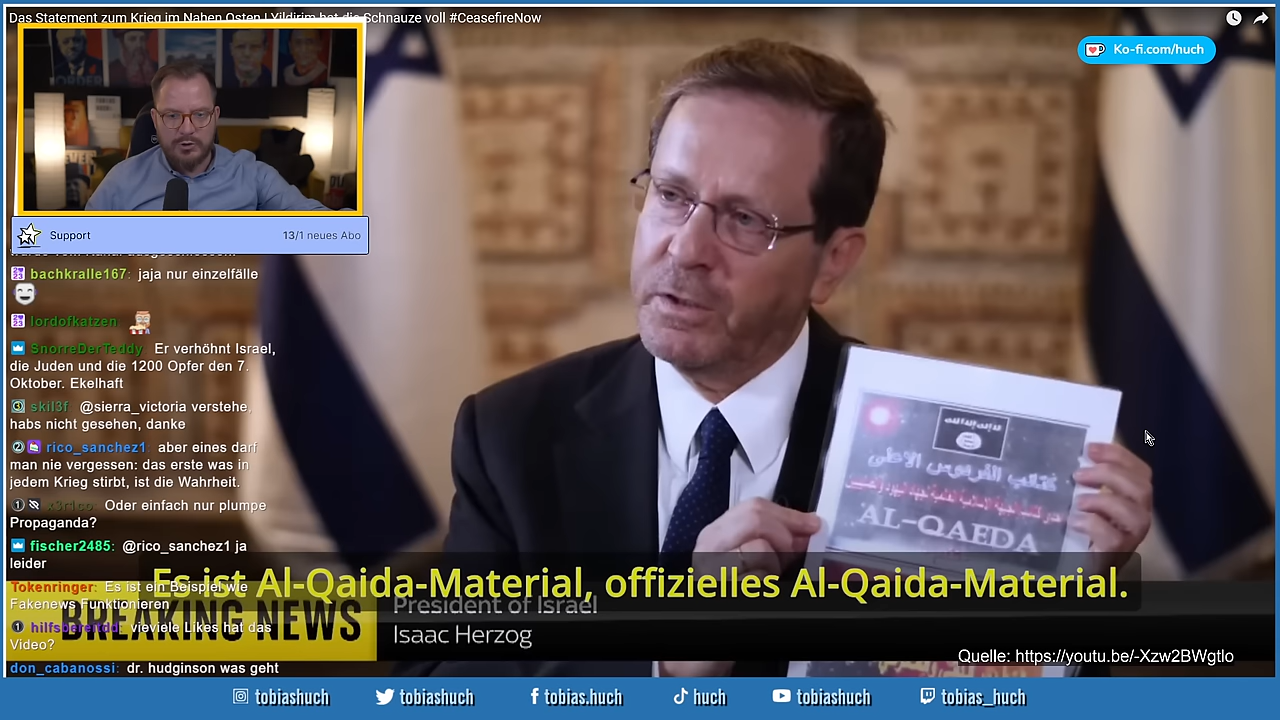 Das Statement zum Krieg im Nahen Osten | Yildirim hat die Schnauze voll #CeasefireNow
Ko-fi.com/huch
Support
13/1 neues Abo
bachkralle167: jaja nur einzelfälle
lordofkatzen:
SnorreDerTeddy: Er verhöhnt Israel,
die Juden und die 1200 Opfer den 7.
Oktober. Ekelhaft
skil3f: @sierra_victoria verstehe,
habs nicht gesehen, danke
rico_sanchez1: aber eines darf
man nie vergessen: das erste was in
jedem Krieg stirbt, ist die Wahrheit.
x3r1co: Oder einfach nur plumpe
Propaganda?
fischer2485: @rico_sanchez1 ja
leider
Tokenringer: Es ist ein Beispiel wie
Fakenews Funktionieren
hilfsbereitdd: vieviele Likes hat das
Video?
don_cabanossi: dr. hudginson was geht
AL-QAEDA
Es ist Al-Qaida-Material, offizielles Al-Qaida-Material.
BREAKING NEWS
President of Israel
Isaac Herzog
Quelle: https://youtu.be/-Xzw2BWgtlo
tobiashuch
tobiashuch
tobias.huch
huch
tobiashuch
tobias_huch